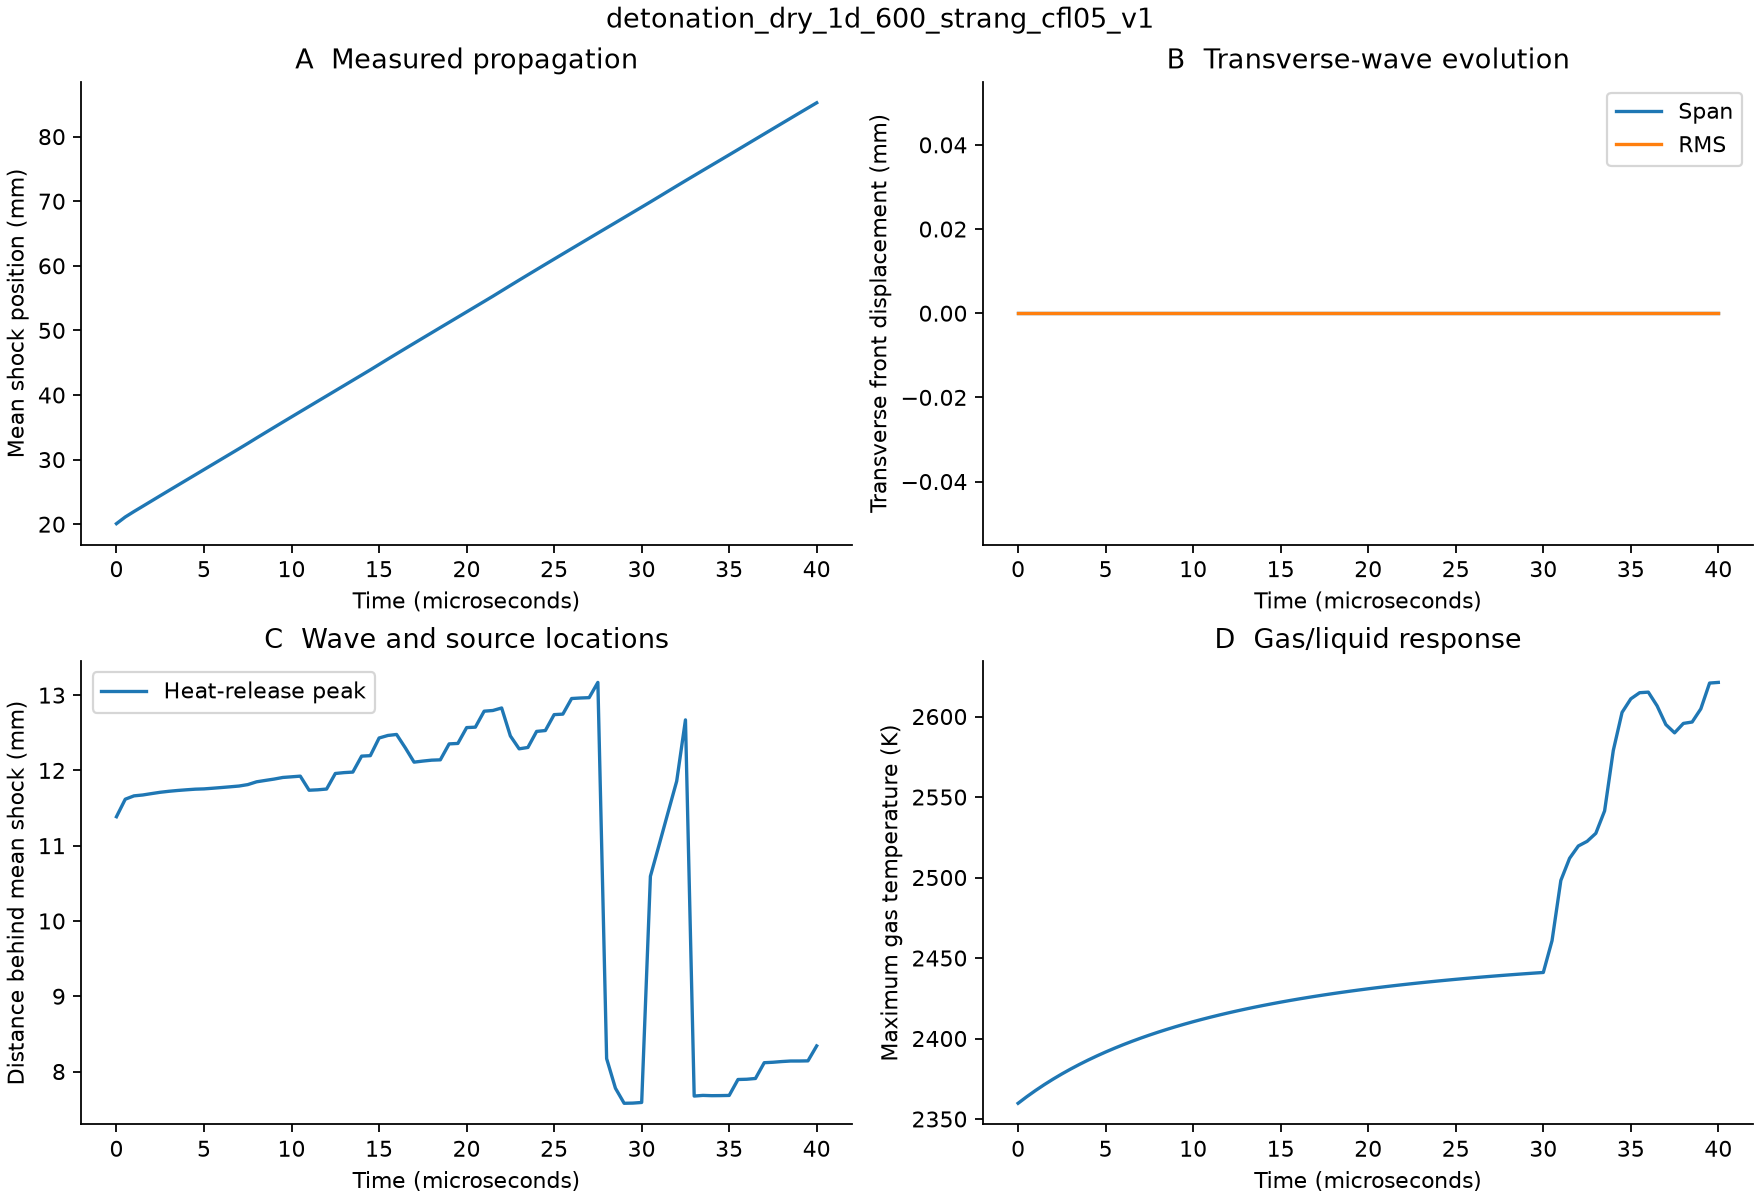 detonation_dry_1d_600_strang_cfl05_v1
A  Measured propagation
Mean shock position (mm)
80
70
60
50
40
30
20
0 5 10 15 20 25 30 35 40
Time (microseconds)
B  Transverse-wave evolution
Transverse front displacement (mm)
Span
RMS
0.04
0.02
0.00
−0.02
−0.04
0 5 10 15 20 25 30 35 40
Time (microseconds)
C  Wave and source locations
Distance behind mean shock (mm)
Heat-release peak
13
12
11
10
9
8
0 5 10 15 20 25 30 35 40
Time (microseconds)
D  Gas/liquid response
Maximum gas temperature (K)
2600
2550
2500
2450
2400
2350
0 5 10 15 20 25 30 35 40
Time (microseconds)